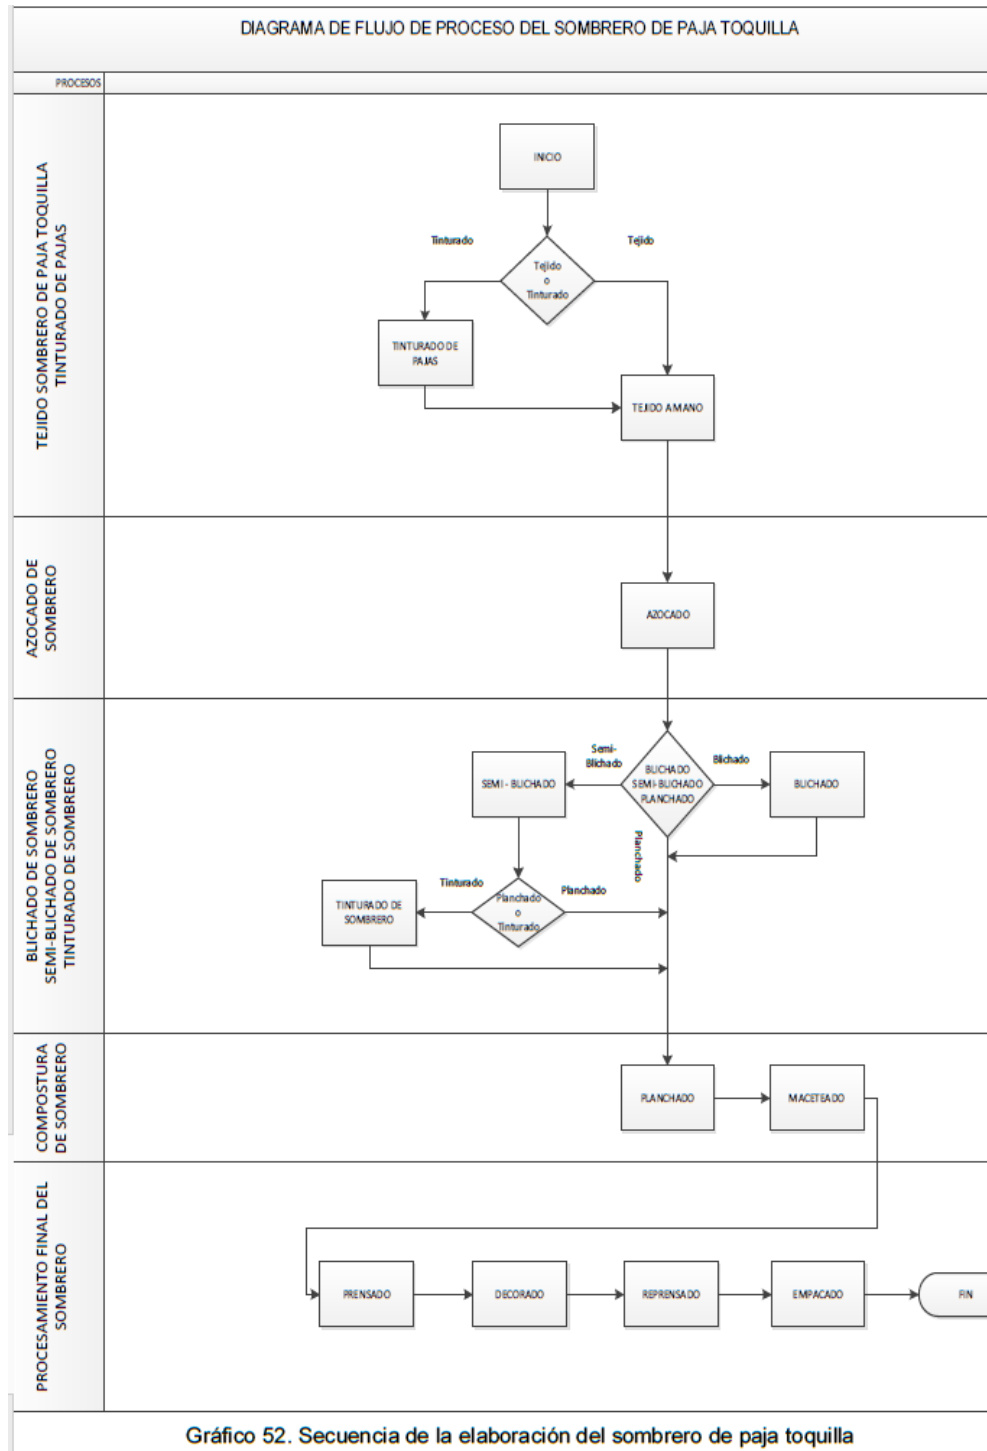 DIAGRAMA DE FLUJO DE PROCESO DEL SOMBRERO DE PAJA TOQUILLA
PROCESOS
TEJIDO SOMBRERO DE PAJA TOQUILLA
TINTURADO DE PAJAS
INICIO
Tinturado
Tejido
Tejido
o
Tinturado
TINTURADO DE
PAJAS
TEJIDO A MANO
AZOCADO DE
SOMBRERO
AZOCADO
BLICHADO DE SOMBRERO
SEMI-BLICHADO DE SOMBRERO
TINTURADO DE SOMBRERO
Semi-
Blichado
Blichado
SEMI - BLICHADO
BLICHADO
SEMI-BLICHADO
PLANCHADO
BLICHADO
Planchado
Tinturado
Planchado
TINTURADO DE
SOMBRERO
Planchado
o
Tinturado
COMPOSTURA
DE SOMBRERO
PLANCHADO
MACETEADO
PROCESAMIENTO FINAL DEL
SOMBRERO
PRENSADO
DECORADO
REPRENSADO
EMPACADO
FIN
Gráfico 52. Secuencia de la elaboración del sombrero de paja toquilla